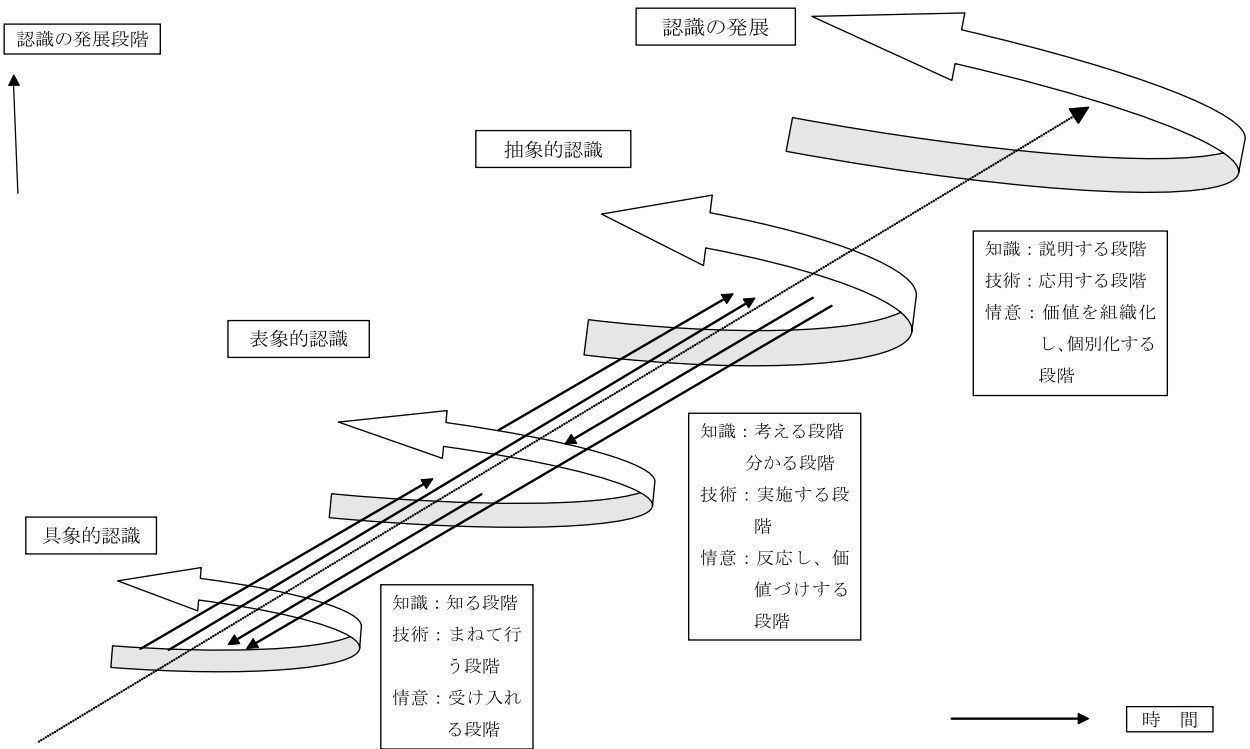 認識の発展段階
認識の発展
抽象的認識
表象的認識
具象的認識
知識：説明する段階
技術：応用する段階
情意：価値を組織化
し、個別化する
段階
知識：考える段階
分かる段階
技術：実施する段
階
情意：反応し、価
値づけする
段階
知識：知る段階
技術：まねて行
う段階
情意：受け入れ
る段階
時　間